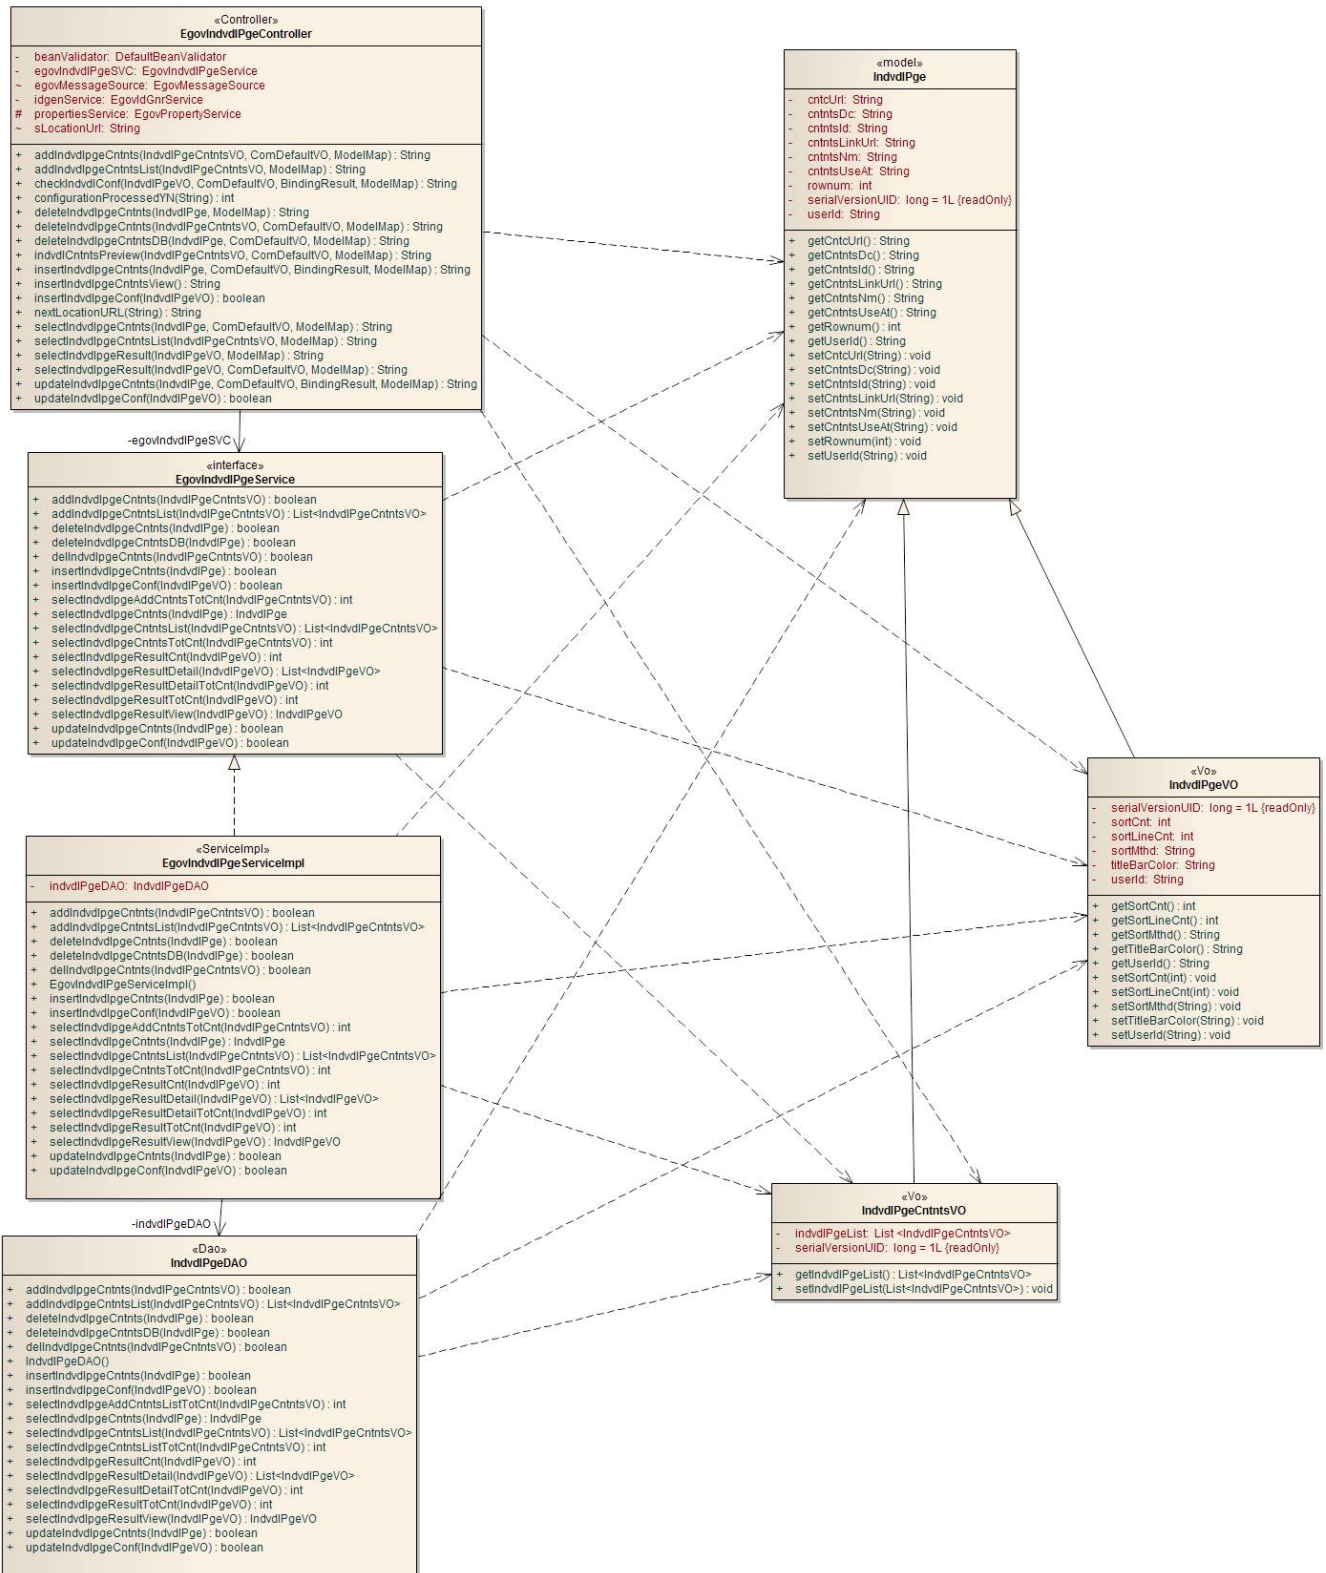 «Controller»
EgovIndvdlPgeController
- beanValidator: DefaultBeanValidator
- egovIndvdlPgeSVC: EgovIndvdlPgeService
~ egovMessageSource: EgovMessageSource
- idgenService: EgovIdGnrService
# propertiesService: EgovPropertyService
~ sLocationUrl: String
+ addIndvdlpgeCntnts(IndvdlPgeCntntsVO, ComDefaultVO, ModelMap) : String
+ addIndvdlpgeCntntsList(IndvdlPgeCntntsVO, ModelMap) : String
+ checkIndvdlConf(IndvdlPgeVO, ComDefaultVO, BindingResult, ModelMap) : String
+ configurationProcessedYN(String) : int
+ deleteIndvdlpgeCntnts(IndvdlPge, ModelMap) : String
+ deleteIndvdlpgeCntnts(IndvdlPgeCntntsVO, ComDefaultVO, ModelMap) : String
+ deleteIndvdlpgeCntntsDB(IndvdlPge, ComDefaultVO, ModelMap) : String
+ indvdlCntntsPreview(IndvdlPgeCntntsVO, ComDefaultVO, ModelMap) : String
+ insertIndvdlpgeCntnts(IndvdlPge, ComDefaultVO, BindingResult, ModelMap) : String
+ insertIndvdlpgeCntntsView() : String
+ insertIndvdlpgeConf(IndvdlPgeVO) : boolean
+ nextLocationURL(String) : String
+ selectIndvdlpgeCntnts(IndvdlPge, ComDefaultVO, ModelMap) : String
+ selectIndvdlpgeCntntsList(IndvdlPgeCntntsVO, ModelMap) : String
+ selectIndvdlpgeResult(IndvdlPgeVO, ModelMap) : String
+ selectIndvdlpgeResult(IndvdlPgeVO, ComDefaultVO, ModelMap) : String
+ updateIndvdlpgeCntnts(IndvdlPge, ComDefaultVO, BindingResult, ModelMap) : String
+ updateIndvdlpgeConf(IndvdlPgeVO) : boolean
-egovIndvdlPgeSVC
«interface»
EgovIndvdlPgeService
+ addIndvdlpgeCntnts(IndvdlPgeCntntsVO) : boolean
+ addIndvdlpgeCntntsList(IndvdlPgeCntntsVO) : List<IndvdlPgeCntntsVO>
+ deleteIndvdlpgeCntnts(IndvdlPge) : boolean
+ deleteIndvdlpgeCntntsDB(IndvdlPge) : boolean
+ delIndvdlpgeCntnts(IndvdlPgeCntntsVO) : boolean
+ insertIndvdlpgeCntnts(IndvdlPge) : boolean
+ insertIndvdlpgeConf(IndvdlPgeVO) : boolean
+ selectIndvdlpgeAddCntntsTotCnt(IndvdlPgeCntntsVO) : int
+ selectIndvdlpgeCntnts(IndvdlPge) : IndvdlPge
+ selectIndvdlpgeCntntsList(IndvdlPgeCntntsVO) : List<IndvdlPgeCntntsVO>
+ selectIndvdlpgeCntntsTotCnt(IndvdlPgeCntntsVO) : int
+ selectIndvdlpgeResultCnt(IndvdlPgeVO) : int
+ selectIndvdlpgeResultDetail(IndvdlPgeVO) : List<IndvdlPgeVO>
+ selectIndvdlpgeResultDetailTotCnt(IndvdlPgeVO) : int
+ selectIndvdlpgeResultTotCnt(IndvdlPgeVO) : int
+ selectIndvdlpgeResultView(IndvdlPgeVO) : IndvdlPgeVO
+ updateIndvdlpgeCntnts(IndvdlPge) : boolean
+ updateIndvdlpgeConf(IndvdlPgeVO) : boolean
«ServiceImpl»
EgovIndvdlPgeServiceImpl
- indvdlPgeDAO: IndvdlPgeDAO
+ addIndvdlpgeCntnts(IndvdlPgeCntntsVO) : boolean
+ addIndvdlpgeCntntsList(IndvdlPgeCntntsVO) : List<IndvdlPgeCntntsVO>
+ deleteIndvdlpgeCntnts(IndvdlPge) : boolean
+ deleteIndvdlpgeCntntsDB(IndvdlPge) : boolean
+ delIndvdlpgeCntnts(IndvdlPgeCntntsVO) : boolean
+ EgovIndvdlPgeServiceImpl()
+ insertIndvdlpgeCntnts(IndvdlPge) : boolean
+ insertIndvdlpgeConf(IndvdlPgeVO) : boolean
+ selectIndvdlpgeAddCntntsTotCnt(IndvdlPgeCntntsVO) : int
+ selectIndvdlpgeCntnts(IndvdlPge) : IndvdlPge
+ selectIndvdlpgeCntntsList(IndvdlPgeCntntsVO) : List<IndvdlPgeCntntsVO>
+ selectIndvdlpgeCntntsTotCnt(IndvdlPgeCntntsVO) : int
+ selectIndvdlpgeResultCnt(IndvdlPgeVO) : int
+ selectIndvdlpgeResultDetail(IndvdlPgeVO) : List<IndvdlPgeVO>
+ selectIndvdlpgeResultDetailTotCnt(IndvdlPgeVO) : int
+ selectIndvdlpgeResultTotCnt(IndvdlPgeVO) : int
+ selectIndvdlpgeResultView(IndvdlPgeVO) : IndvdlPgeVO
+ updateIndvdlpgeCntnts(IndvdlPge) : boolean
+ updateIndvdlpgeConf(IndvdlPgeVO) : boolean
-indvdlPgeDAO
«Dao»
IndvdlPgeDAO
+ addIndvdlpgeCntnts(IndvdlPgeCntntsVO) : boolean
+ addIndvdlpgeCntntsList(IndvdlPgeCntntsVO) : List<IndvdlPgeCntntsVO>
+ deleteIndvdlpgeCntnts(IndvdlPge) : boolean
+ deleteIndvdlpgeCntntsDB(IndvdlPge) : boolean
+ delIndvdlpgeCntnts(IndvdlPgeCntntsVO) : boolean
+ IndvdlPgeDAO()
+ insertIndvdlpgeCntnts(IndvdlPge) : boolean
+ insertIndvdlpgeConf(IndvdlPgeVO) : boolean
+ selectIndvdlpgeAddCntntsListTotCnt(IndvdlPgeCntntsVO) : int
+ selectIndvdlpgeCntnts(IndvdlPge) : IndvdlPge
+ selectIndvdlpgeCntntsList(IndvdlPgeCntntsVO) : List<IndvdlPgeCntntsVO>
+ selectIndvdlpgeCntntsListTotCnt(IndvdlPgeCntntsVO) : int
+ selectIndvdlpgeResultCnt(IndvdlPgeVO) : int
+ selectIndvdlpgeResultDetail(IndvdlPgeVO) : List<IndvdlPgeVO>
+ selectIndvdlpgeResultDetailTotCnt(IndvdlPgeVO) : int
+ selectIndvdlpgeResultTotCnt(IndvdlPgeVO) : int
+ selectIndvdlpgeResultView(IndvdlPgeVO) : IndvdlPgeVO
+ updateIndvdlpgeCntnts(IndvdlPge) : boolean
+ updateIndvdlpgeConf(IndvdlPgeVO) : boolean
«model»
IndvdlPge
- cntcUrl: String
- cntntsDc: String
- cntntsId: String
- cntntsLinkUrl: String
- cntntsNm: String
- cntntsUseAt: String
- rownum: int
- serialVersionUID: long = 1L {readOnly}
- userId: String
+ getCntcUrl() : String
+ getCntntsDc() : String
+ getCntntsId() : String
+ getCntntsLinkUrl() : String
+ getCntntsNm() : String
+ getCntntsUseAt() : String
+ getRownum() : int
+ getUserId() : String
+ setCntcUrl(String) : void
+ setCntntsDc(String) : void
+ setCntntsId(String) : void
+ setCntntsLinkUrl(String) : void
+ setCntntsNm(String) : void
+ setCntntsUseAt(String) : void
+ setRownum(int) : void
+ setUserId(String) : void
«Vo»
IndvdlPgeVO
- serialVersionUID: long = 1L {readOnly}
- sortCnt: int
- sortLineCnt: int
- sortMthd: String
- titleBarColor: String
- userId: String
+ getSortCnt() : int
+ getSortLineCnt() : int
+ getSortMthd() : String
+ getTitleBarColor() : String
+ getUserId() : String
+ setSortCnt(int) : void
+ setSortLineCnt(int) : void
+ setSortMthd(String) : void
+ setTitleBarColor(String) : void
+ setUserId(String) : void
«Vo»
IndvdlPgeCntntsVO
- indvdlPgeList: List <IndvdlPgeCntntsVO>
- serialVersionUID: long = 1L {readOnly}
+ getIndvdlPgeList() : List<IndvdlPgeCntntsVO>
+ setIndvdlPgeList(List<IndvdlPgeCntntsVO>) : void